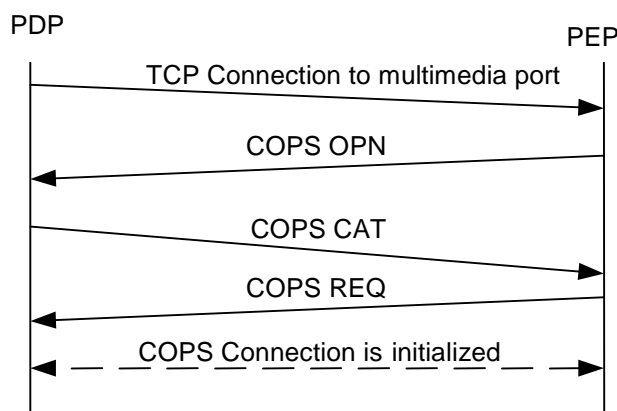 PDP
PEP
TCP Connection to multimedia port
COPS OPN
COPS CAT
COPS REQ
COPS Connection is initialized